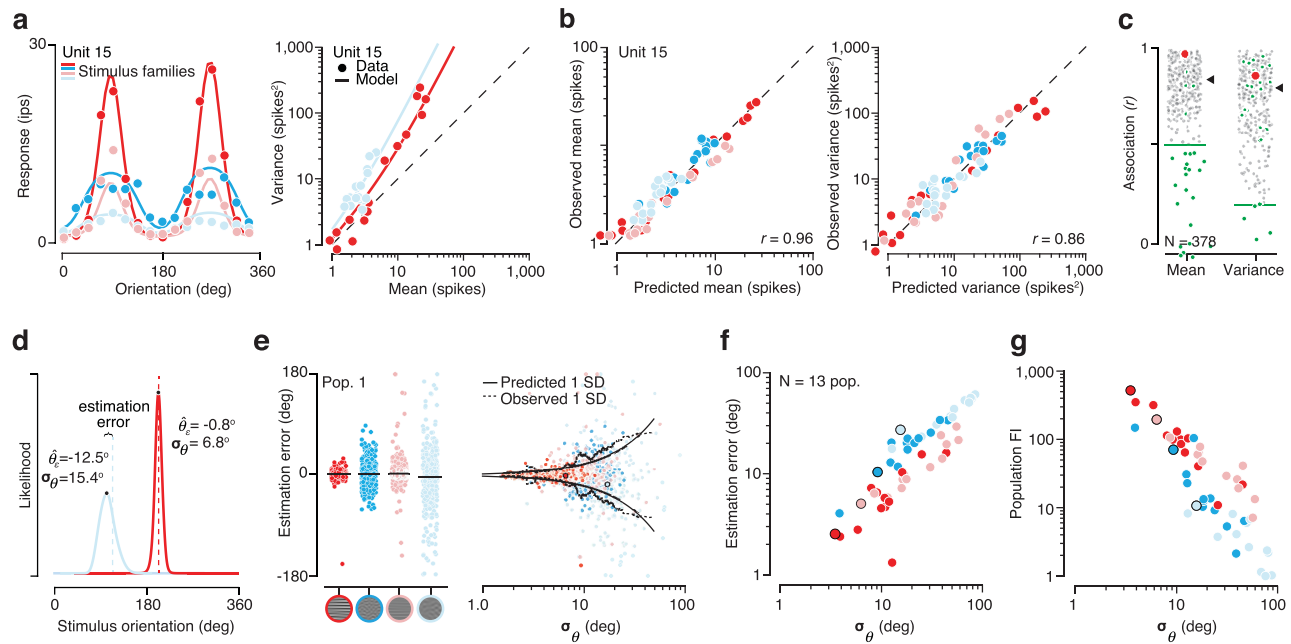 a
30
Unit 15
Stimulus families
Response (ips)
0
0
180
360
Orientation (deg)
1,000
Unit 15
Data
Model
100
Variance (spikes²)
10
1
1
10
100
1,000
Mean (spikes)
b
100
Unit 15
Observed mean (spikes)
10
1
r = 0.96
1
10
100
Predicted mean (spikes)
1,000
Observed variance (spikes²)
100
10
1
r = 0.86
1
10
100
1,000
Predicted variance (spikes²)
c
1
Association (r)
0
N = 378
Mean
Variance
d
Likelihood
estimation
error
θ̂ε= -12.5°
σθ=15.4°
θ̂ε= -0.8°
σθ= 6.8°
0
180
360
Stimulus orientation (deg)
e
180
Pop. 1
Estimation error (deg)
0
-180
Predicted 1 SD
Observed 1 SD
1.0
10
100
σθ (deg)
f
100
N = 13 pop.
Estimation error (deg)
10
1
1
10
100
σθ (deg)
g
1,000
Population FI
100
10
1
1
10
100
σθ (deg)